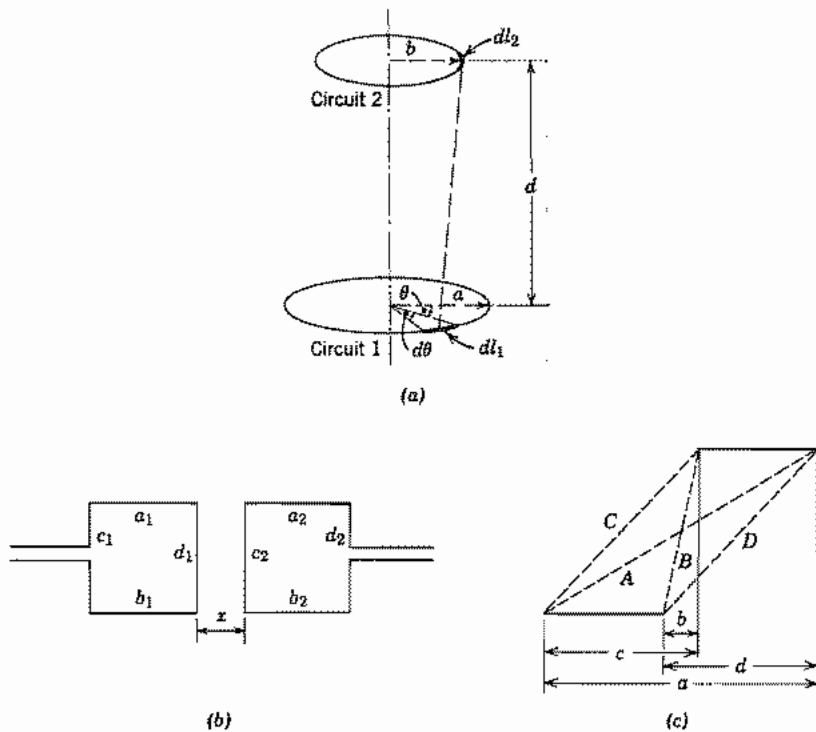 b
dl₂
Circuit 2
d
θ
a
Circuit 1
dθ
dl₁
(a)
a₁
a₂
c₁
d₁
c₂
d₂
b₁
x
b₂
(b)
C
D
B
A
b
c
d
a
(c)